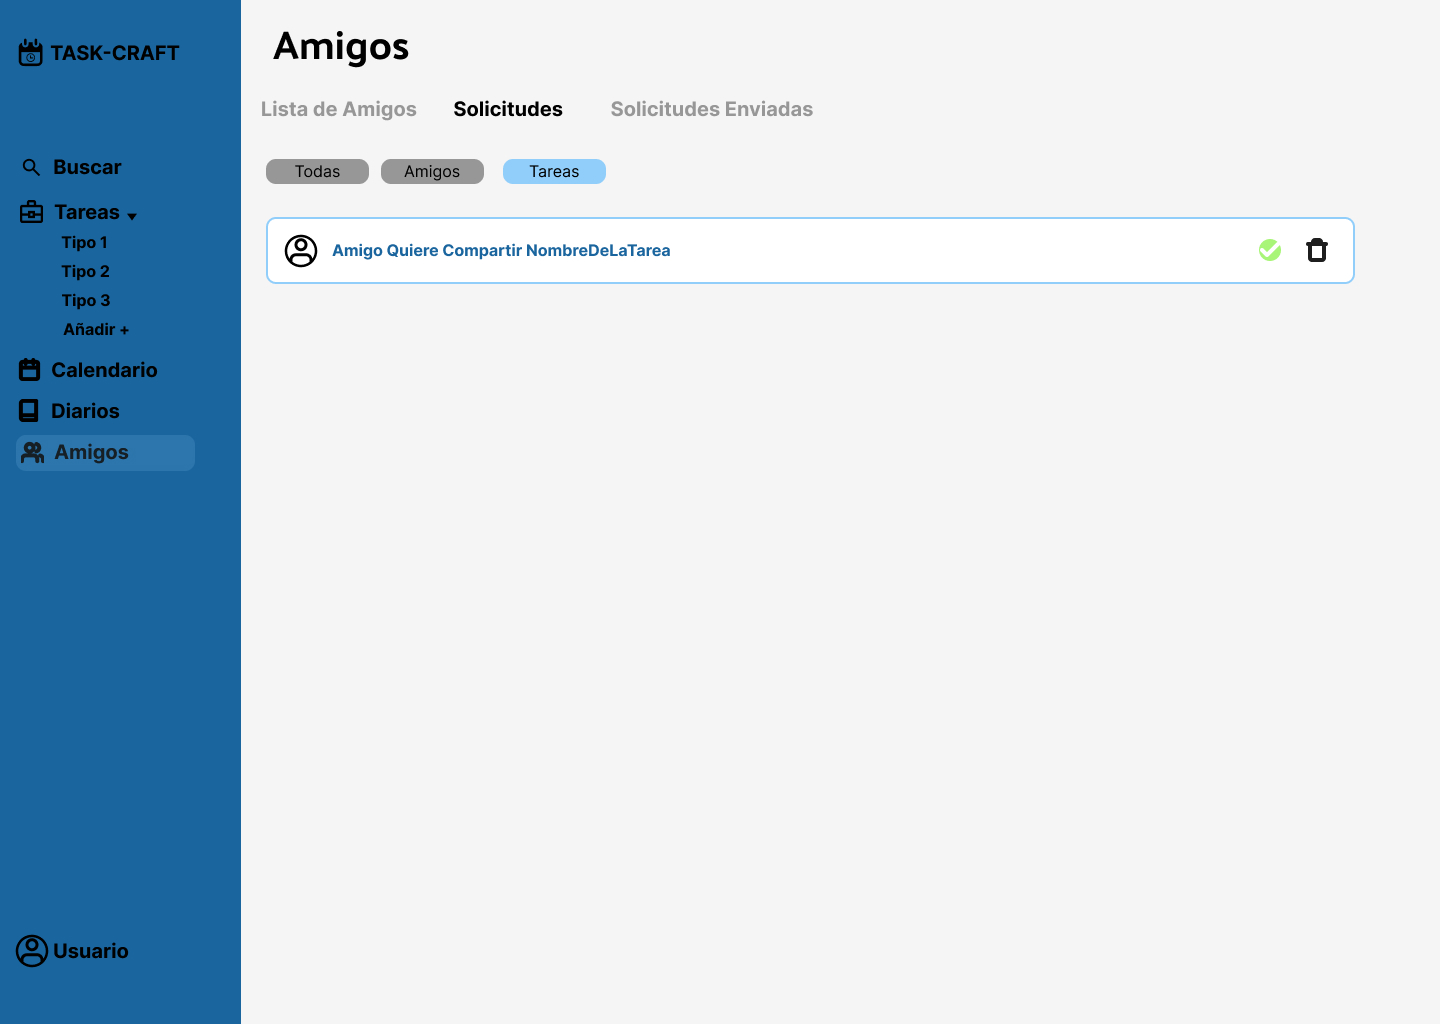 TASK-CRAFT
Buscar
Tareas
Tipo 1
Tipo 2
Tipo 3
Añadir +
Calendario
Diarios
Amigos
Usuario
Amigos
Lista de Amigos Solicitudes Solicitudes Enviadas
Todas Amigos Tareas
Amigo Quiere Compartir NombreDeLaTarea